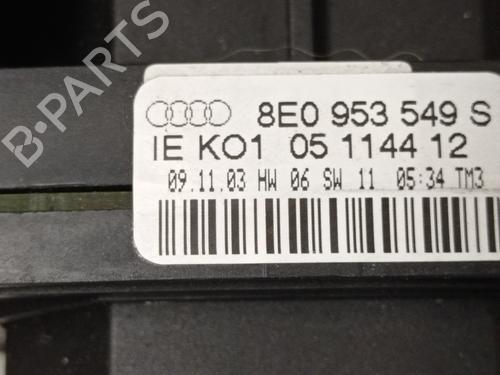 8E0 953 549 S
IE KO1 05 1144 12
09.11.03 HW 06 SW 11 05:34 TM3
B-PARTS